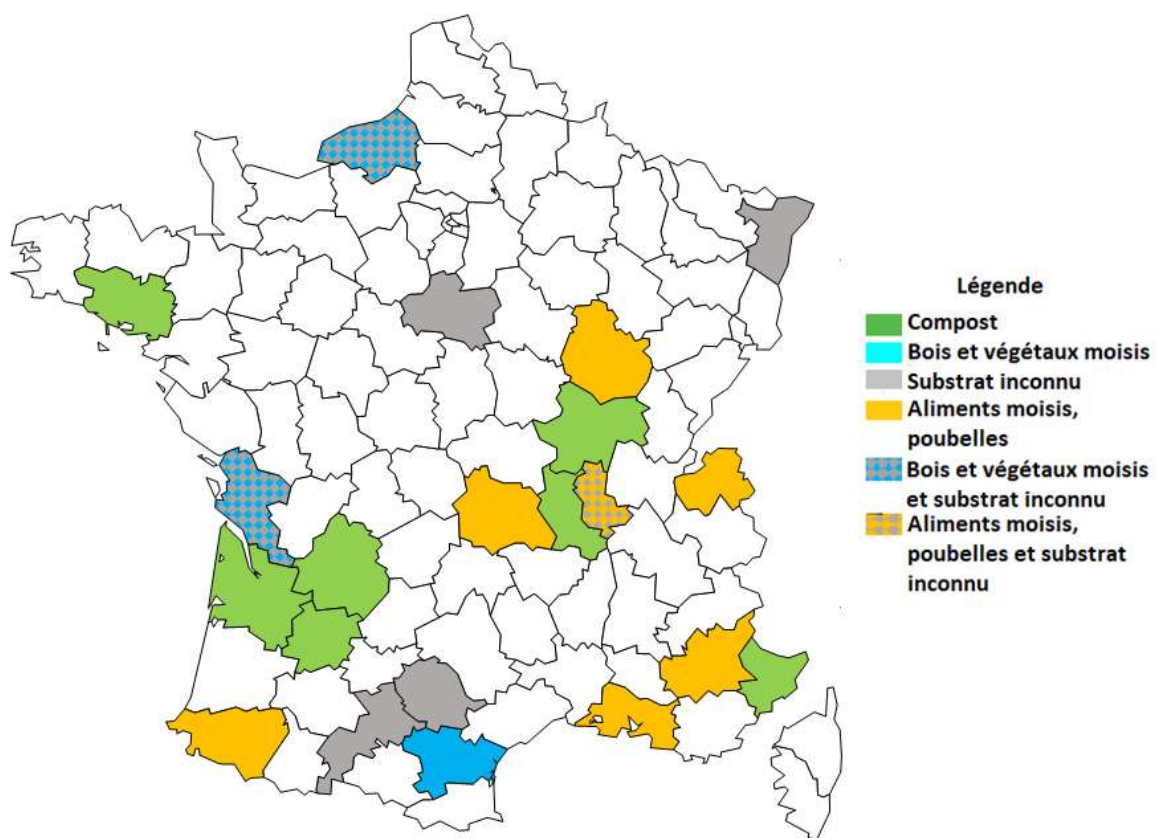 Légende
Compost
Bois et végétaux moisis
Substrat inconnu
Aliments moisis,
poubelles
Bois et végétaux moisis
et substrat inconnu
Aliments moisis,
poubelles et substrat
inconnu